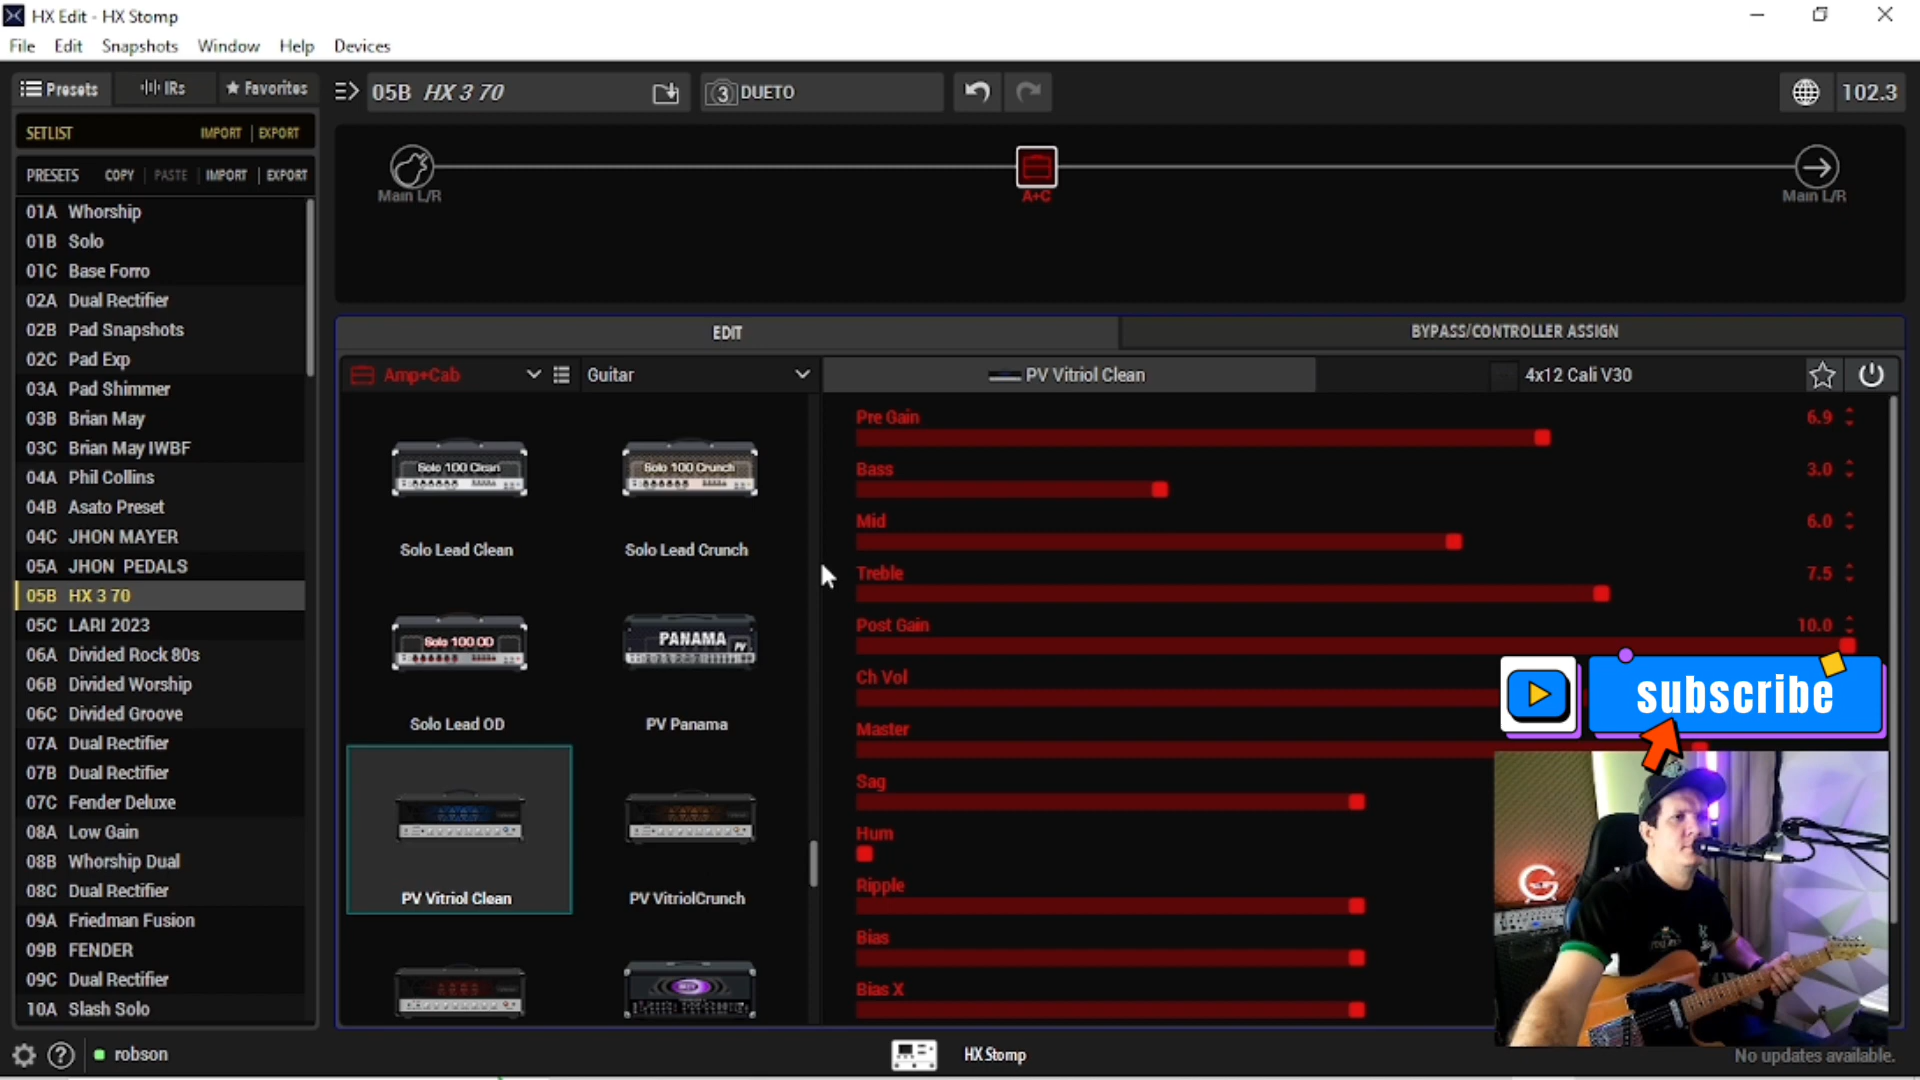 HX Edit - HX Stomp
File Edit Snapshots Window Help Devices
Presets IRs Favorites 05B HX 3 70 3 DUETO 102.3
SETLIST IMPORT EXPORT
PRESETS COPY PASTE IMPORT EXPORT
01A Whorship
01B Solo
01C Base Forro
02A Dual Rectifier
02B Pad Snapshots
02C Pad Exp
03A Pad Shimmer
03B Brian May
03C Brian May IWBF
04A Phil Collins
04B Asato Preset
04C JHON MAYER
05A JHON PEDALS
05B HX 3 70
05C LARI 2023
06A Divided Rock 80s
06B Divided Worship
06C Divided Groove
07A Dual Rectifier
07B Dual Rectifier
07C Fender Deluxe
08A Low Gain
08B Whorship Dual
08C Dual Rectifier
09A Friedman Fusion
09B FENDER
09C Dual Rectifier
10A Slash Solo
Main L/R A+C Main L/R
EDIT BYPASS/CONTROLLER ASSIGN
Amp+Cab Guitar PV Vitriol Clean 4x12 Cali V30
Solo 100 Clean Solo 100 Crunch
Solo Lead Clean Solo Lead Crunch
Solo 100 OD PANAMA PV
Solo Lead OD PV Panama
PV Vitriol Clean PV VitriolCrunch
Pre Gain 6.9
Bass 3.0
Mid 6.0
Treble 7.5
Post Gain 10.0
Ch Vol
Master
Sag
Hum
Ripple
Bias
Bias X
subscribe
robson HX Stomp No updates available.